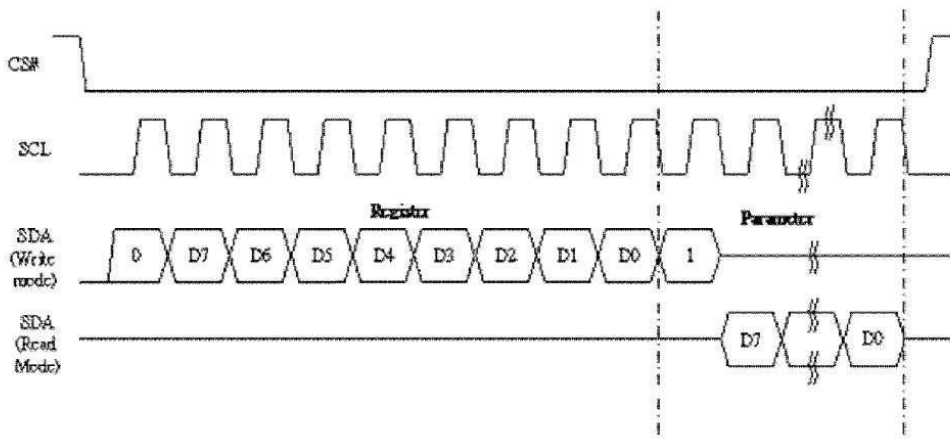 CS#
SCL
Register
Parameter
SDA
(Write
mode)
0 D7 D6 D5 D4 D3 D2 D1 D0 1
SDA
(Read
Mode)
D7 D0